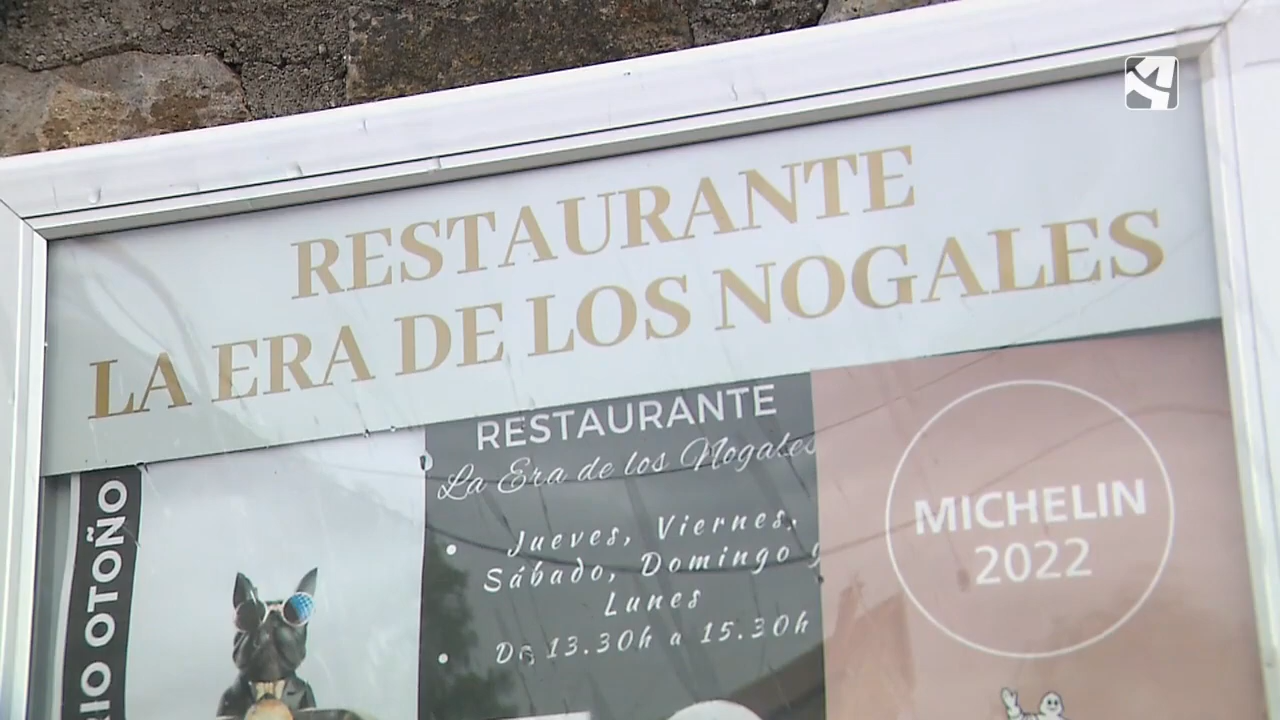 RESTAURANTE
LA ERA DE LOS NOGALES
RESTAURANTE
La Era de los Nogales
Jueves, Viernes,
Sábado, Domingo y
Lunes
De 13.30h a 15.30h
MICHELIN
2022
OTOÑO